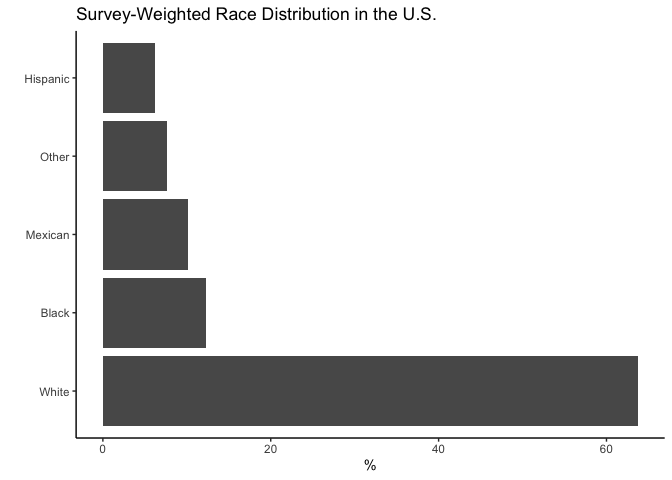 Survey-Weighted Race Distribution in the U.S.
Hispanic
Other
Mexican
Black
White
0 20 40 60
%